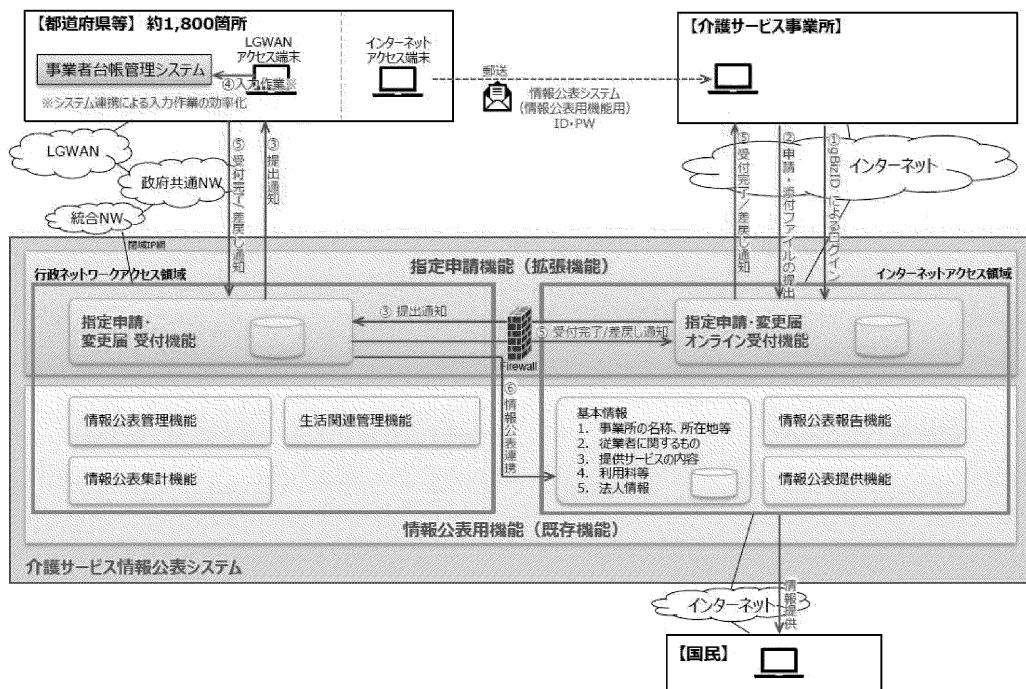 【都道府県等】 約1,800箇所
LGWAN
アクセス端末
インターネット
アクセス端末
事業者台帳管理システム
④入力作業※
※システム連携による入力作業の効率化
郵送
情報公表システム
(情報公表用機能用)
ID・PW
【介護サービス事業所】
LGWAN
政府共通NW
統合NW
閉域IP網
⑤受付完了/差戻し通知
③提出通知
⑤受付完了/差戻し通知
②申請・添付ファイルの提出
①gBizIDによるログイン
インターネット
行政ネットワークアクセス領域
指定申請機能(拡張機能)
インターネットアクセス領域
指定申請・
変更届 受付機能
③ 提出通知
⑤ 受付完了/差戻し通知
Firewall
指定申請・変更届
オンライン受付機能
⑥情報公表連携
情報公表管理機能
生活関連管理機能
情報公表集計機能
基本情報
1. 事業所の名称、所在地等
2. 従業者に関するもの
3. 提供サービスの内容
4. 利用料等
5. 法人情報
情報公表報告機能
情報公表提供機能
情報公表用機能(既存機能)
介護サービス情報公表システム
インターネット
情報提供
【国民】